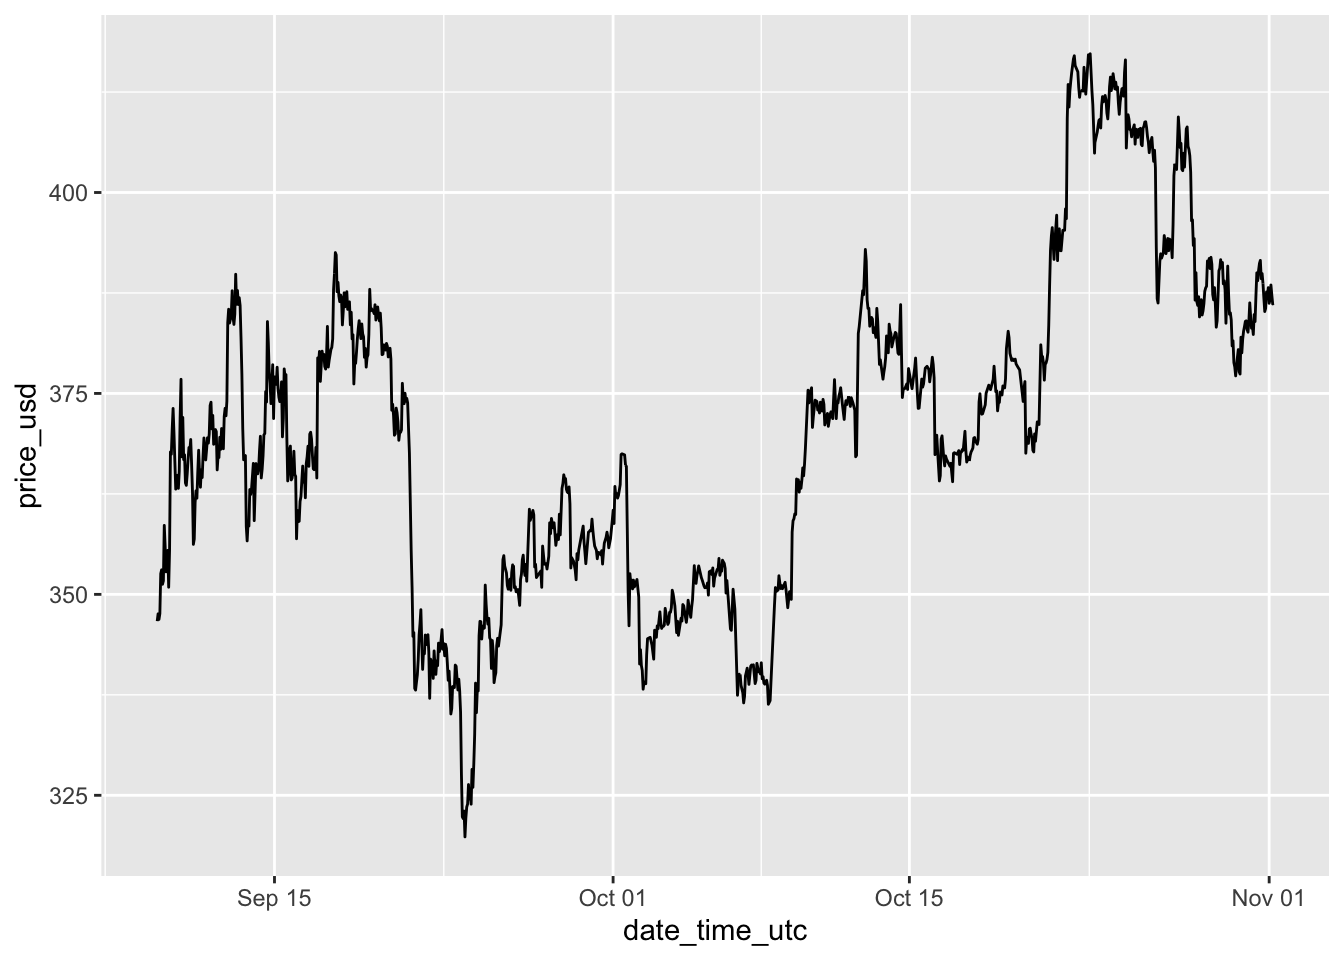 400
375
350
325
price_usd
Sep 15
Oct 01
Oct 15
Nov 01
date_time_utc